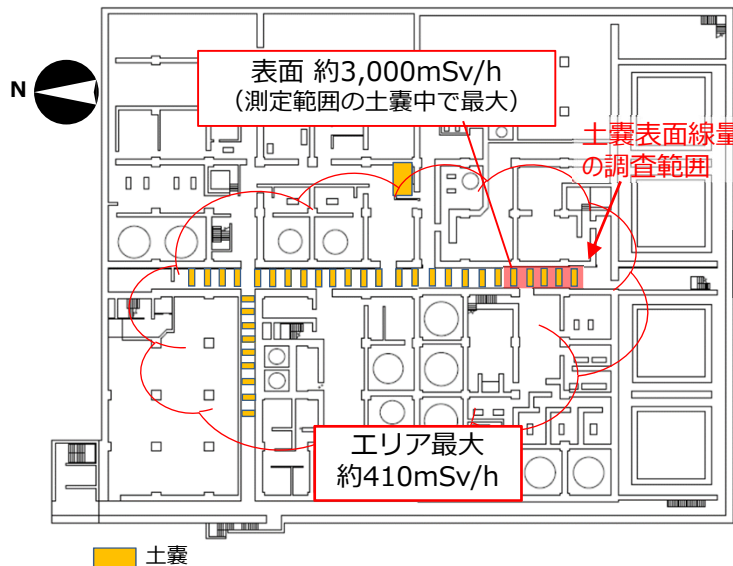 表面 約3,000mSv/h
（測定範囲の土嚢中で最大）
N
土嚢表面線量
の調査範囲
エリア最大
約410mSv/h
土嚢